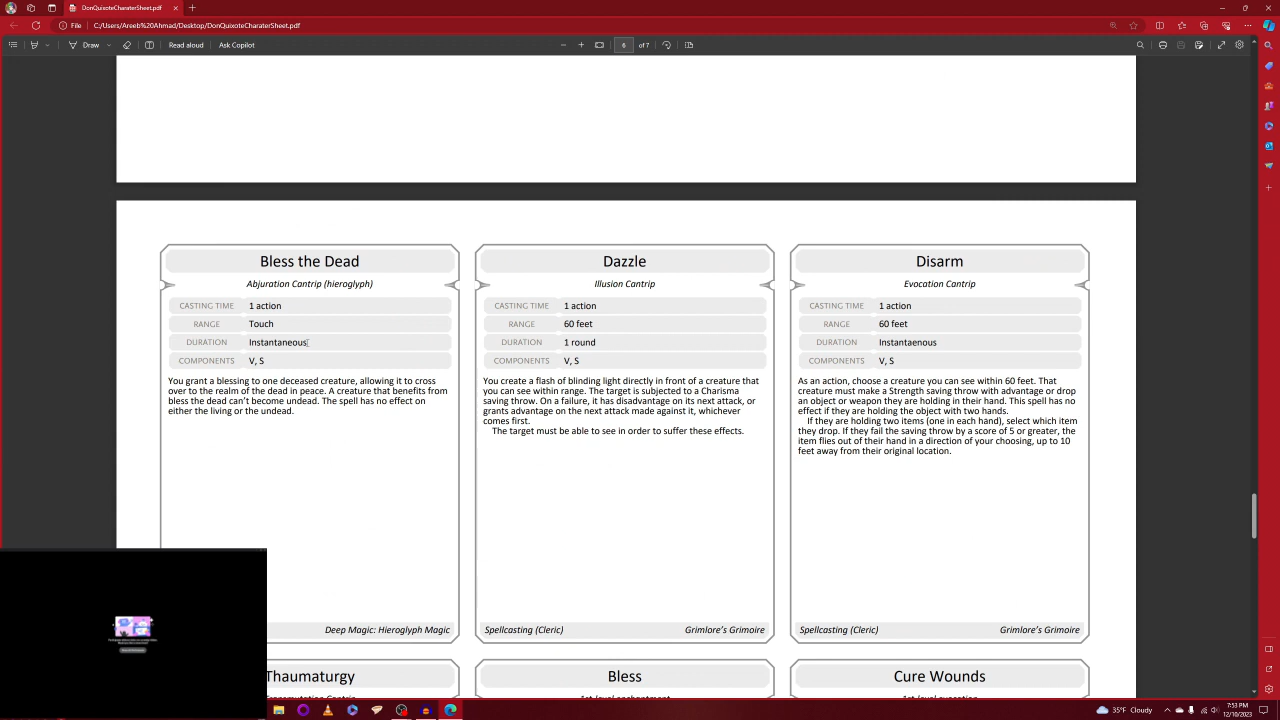 DonQuixoteCharaterSheet.pdf
File
C:/Users/Areeb%20Ahmad/Desktop/DonQuixoteCharaterSheet.pdf
Draw
Read aloud
Ask Copilot
6
of 7
Bless the Dead
Abjuration Cantrip (hieroglyph)
CASTING TIME 1 action
RANGE Touch
DURATION Instantaneous
COMPONENTS V, S
You grant a blessing to one deceased creature, allowing it to cross
over to the realm of the dead in peace. A creature that benefits from
bless the dead can't become undead. The spell has no effect on
either the living or the undead.
Deep Magic: Hieroglyph Magic
Dazzle
Illusion Cantrip
CASTING TIME 1 action
RANGE 60 feet
DURATION 1 round
COMPONENTS V, S
You create a flash of blinding light directly in front of a creature that
you can see within range. The target is subjected to a Charisma
saving throw. On a failure, it has disadvantage on its next attack, or
grants advantage on the next attack made against it, whichever
comes first.
The target must be able to see in order to suffer these effects.
Spellcasting (Cleric) Grimlore's Grimoire
Disarm
Evocation Cantrip
CASTING TIME 1 action
RANGE 60 feet
DURATION Instantaenous
COMPONENTS V, S
As an action, choose a creature you can see within 60 feet. That
creature must make a Strength saving throw with advantage or drop
an object or weapon they are holding in their hand. This spell has no
effect if they are holding the object with two hands.
If they are holding two items (one in each hand), select which item
they drop. If they fail the saving throw by a score of 5 or greater, the
item flies out of their hand in a direction of your choosing, up to 10
feet away from their original location.
Spellcasting (Cleric) Grimlore's Grimoire
Thaumaturgy
Transmutation Cantrip
Bless
1st-level enchantment
Cure Wounds
1st-level evocation
35°F Cloudy
7:53 PM
12/10/2023